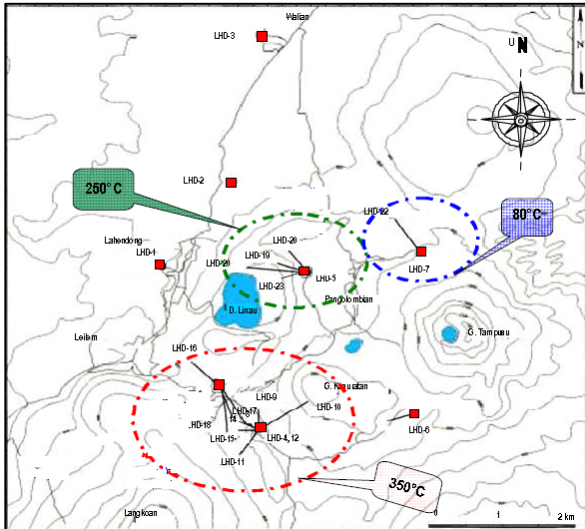 Walian
LHD-3
U N
N
LHD-2
250°C
LHD-22
80°C
Lahendong
LHD-1
LHD-20
LHD-19
LHD-20
LHD-5
LHD-23
LHD-7
Pangolombian
D. Linau
G. Tampusu
Leilem
LHD-16
LHD-9
G. Kasuratan
LHD-17
LHD-10
LHD-18
14
LHD-15
LHD-4, 12
LHD-6
LHD-11
350°C
Langkoan
0 1 2 km